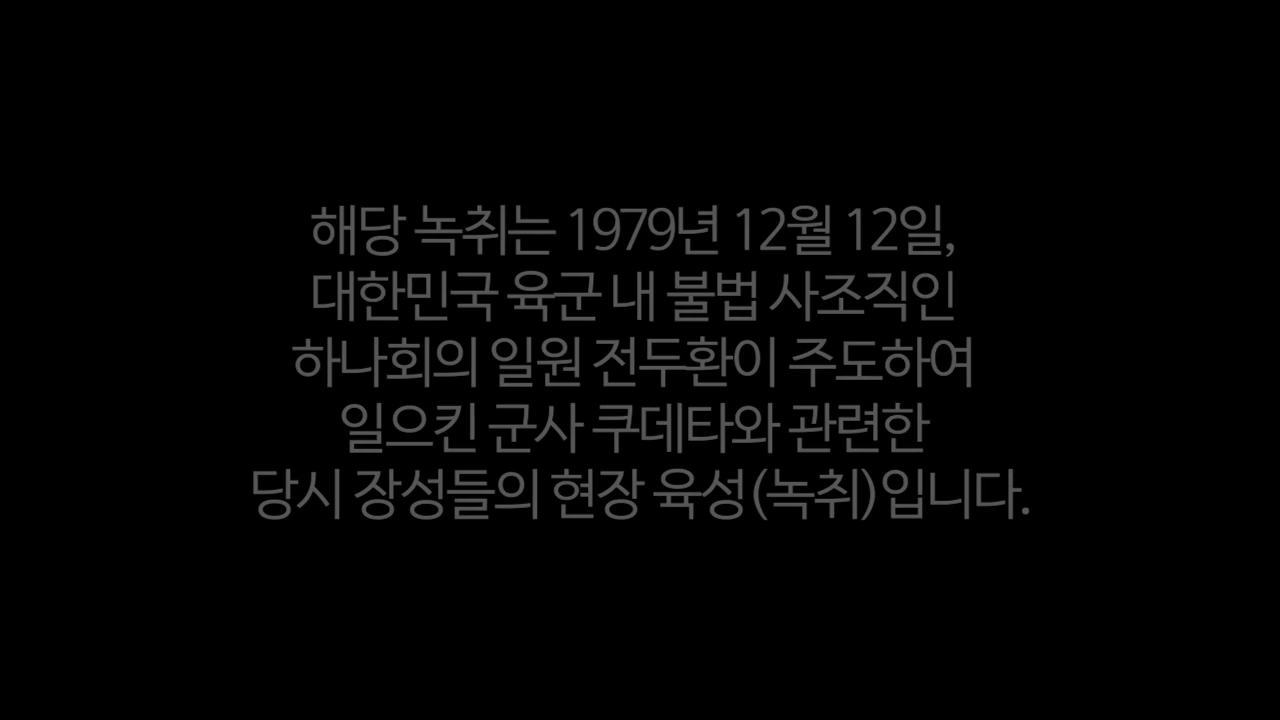 해당 녹취는 1979년 12월 12일,
대한민국 육군 내 불법 사조직인
하나회의 일원 전두환이 주도하여
일으킨 군사 쿠데타와 관련한
당시 장성들의 현장 육성(녹취)입니다.